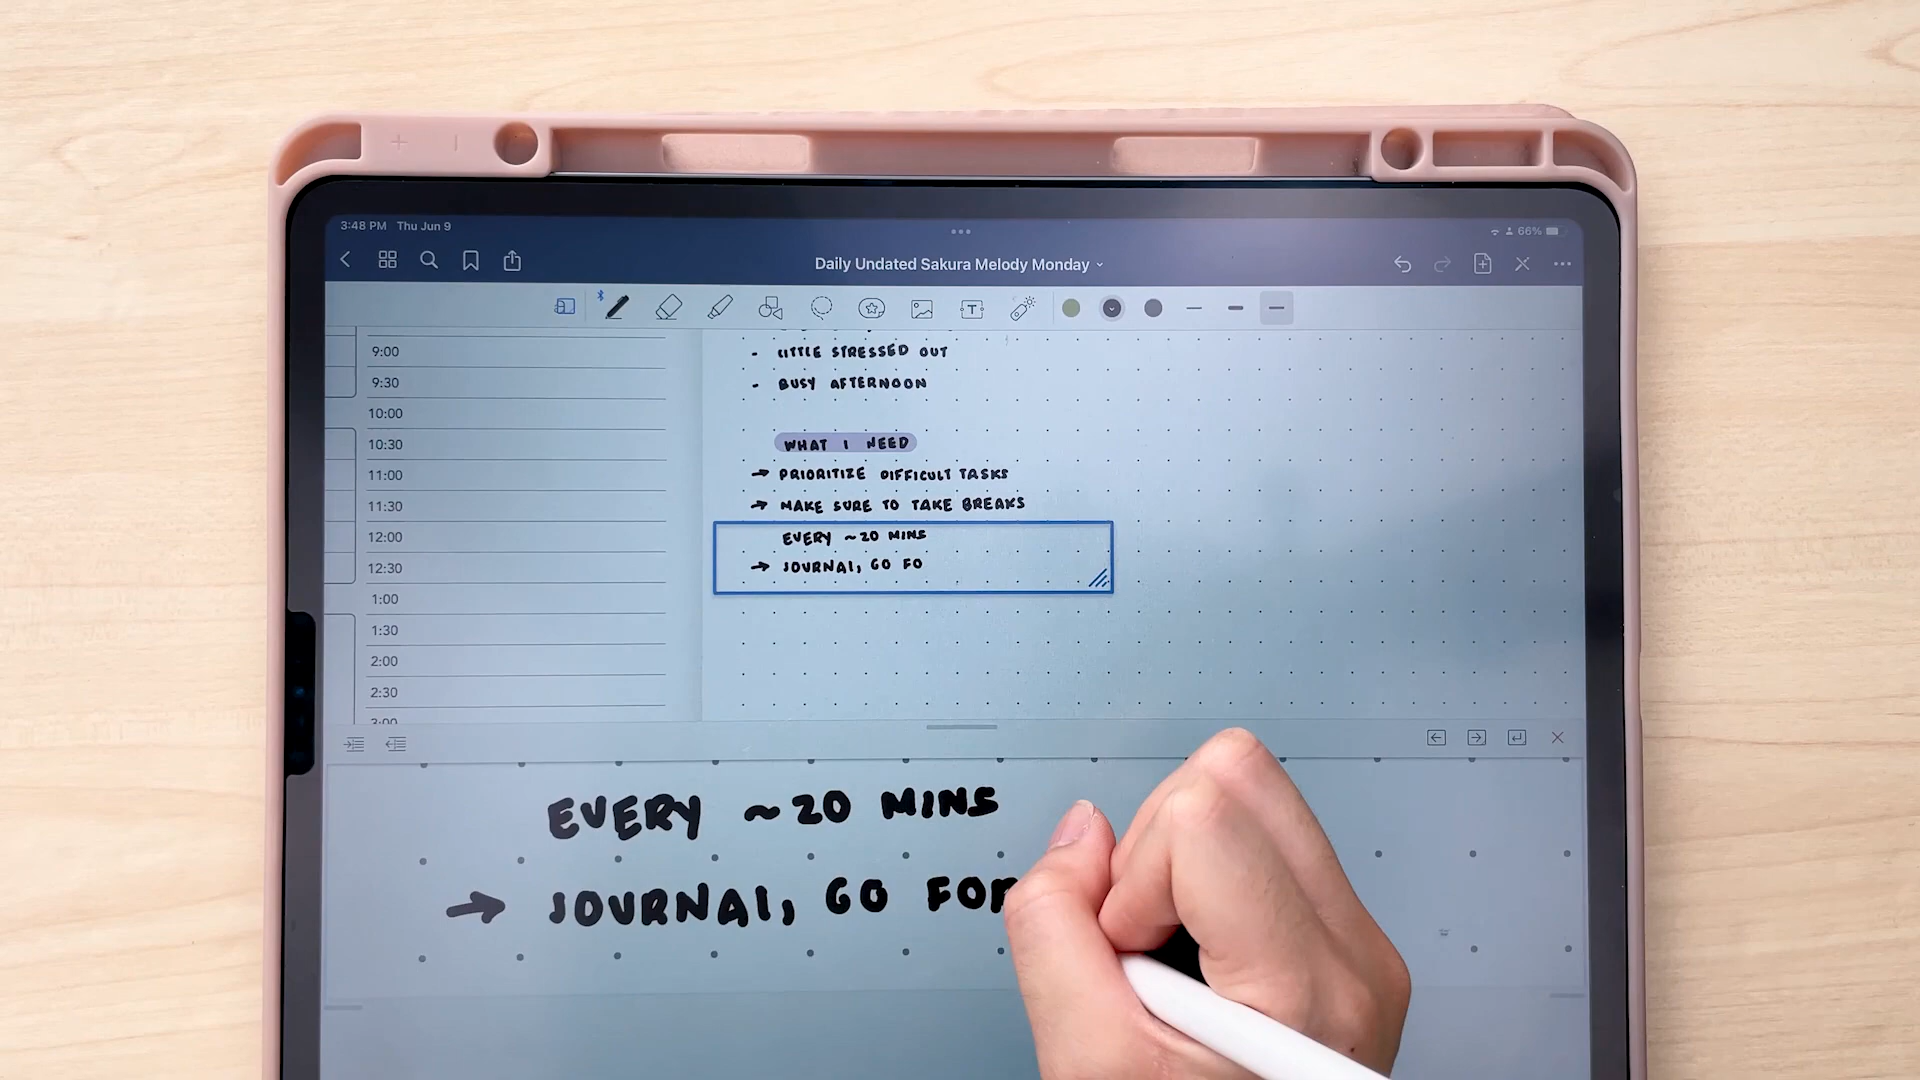 3:48 PM Thu Jun 9
66%
Daily Undated Sakura Melody Monday
9:00
9:30
10:00
10:30
11:00
11:30
12:00
12:30
1:00
1:30
2:00
2:30
3:00
- LITTLE STRESSED OUT
- BUSY AFTERNOON
WHAT I NEED
→ PRIORITIZE DIFFICULT TASKS
→ MAKE SURE TO TAKE BREAKS
EVERY ~20 MINS
→ JOURNAL, GO FO
EVERY ~20 MINS
→ JOURNAL, GO FOR